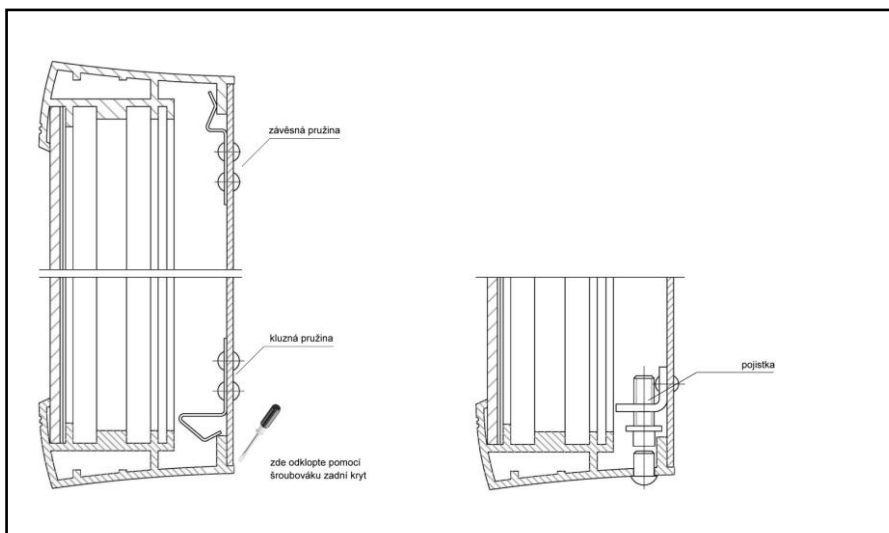 závěsná pružina
kluzná pružina
zde odklopte pomocí
šroubováku zadní kryt
pojistka